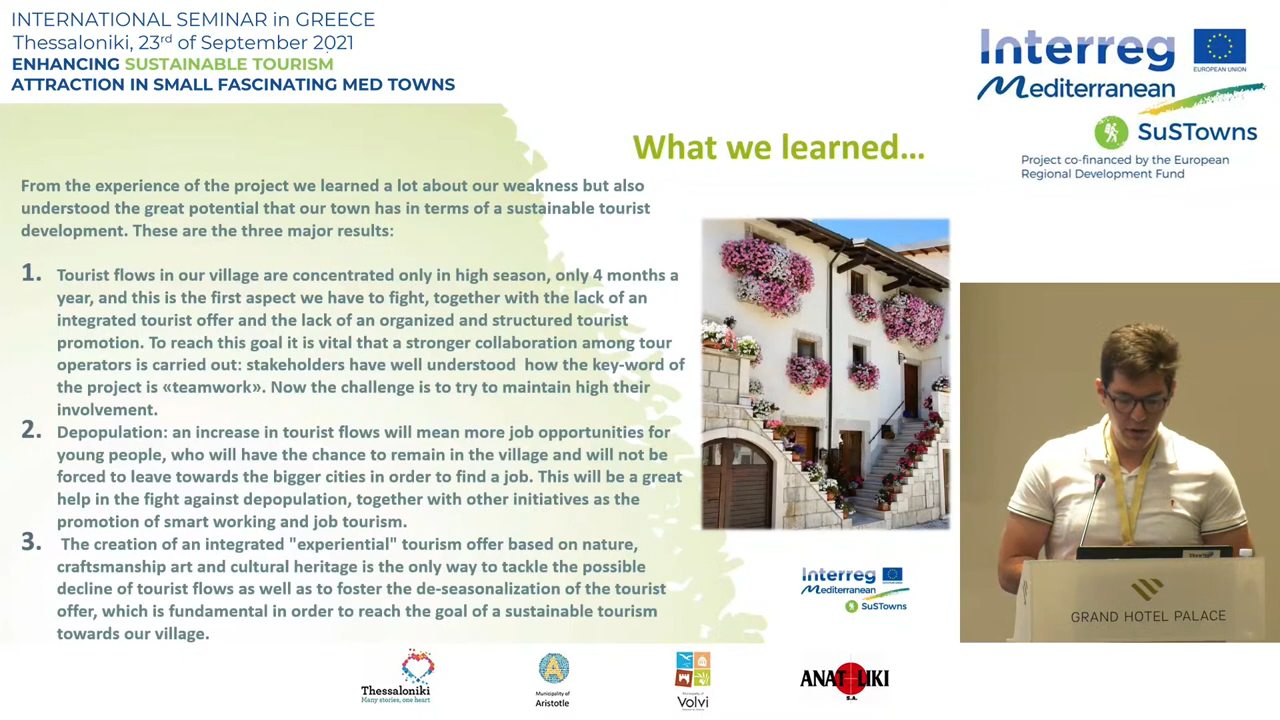 INTERNATIONAL SEMINAR in GREECE
Thessaloniki, 23rd of September 2021
ENHANCING SUSTAINABLE TOURISM
ATTRACTION IN SMALL FASCINATING MED TOWNS
Interreg
EUROPEAN UNION
Mediterranean
SuSTowns
Project co-financed by the European
Regional Development Fund
What we learned...
From the experience of the project we learned a lot about our weakness but also
understood the great potential that our town has in terms of a sustainable tourist
development. These are the three major results:
1. Tourist flows in our village are concentrated only in high season, only 4 months a
year, and this is the first aspect we have to fight, together with the lack of an
integrated tourist offer and the lack of an organized and structured tourist
promotion. To reach this goal it is vital that a stronger collaboration among tour
operators is carried out: stakeholders have well understood how the key-word of
the project is «teamwork». Now the challenge is to try to maintain high their
involvement.
2. Depopulation: an increase in tourist flows will mean more job opportunities for
young people, who will have the chance to remain in the village and will not be
forced to leave towards the bigger cities in order to find a job. This will be a great
help in the fight against depopulation, together with other initiatives as the
promotion of smart working and job tourism.
3. The creation of an integrated "experiential" tourism offer based on nature,
craftsmanship art and cultural heritage is the only way to tackle the possible
decline of tourist flows as well as to foster the de-seasonalization of the tourist
offer, which is fundamental in order to reach the goal of a sustainable tourism
towards our village.
Interreg
Mediterranean
SuSTowns
GRAND HOTEL PALACE
Thessaloniki
Many stories, one heart
Municipality of
Aristotle
Volvi
ANATOLIKI
S.A.